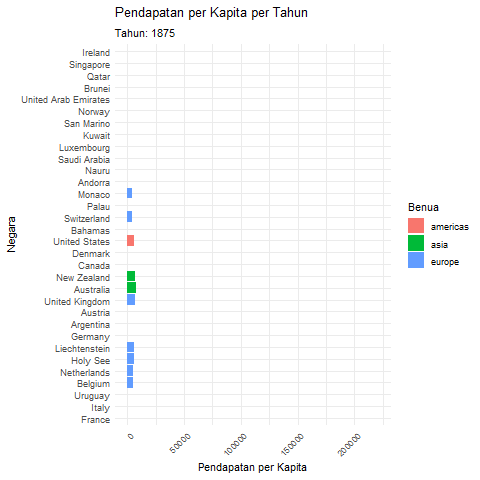 Pendapatan per Kapita per Tahun
Tahun: 1875
Ireland
Singapore
Qatar
Brunei
United Arab Emirates
Norway
San Marino
Kuwait
Luxembourg
Saudi Arabia
Nauru
Andorra
Monaco
Palau
Switzerland
Bahamas
United States
Denmark
Canada
New Zealand
Australia
United Kingdom
Austria
Argentina
Germany
Liechtenstein
Holy See
Netherlands
Belgium
Uruguay
Italy
France
Negara
0
50000
100000
150000
200000
Pendapatan per Kapita
Benua
americas
asia
europe